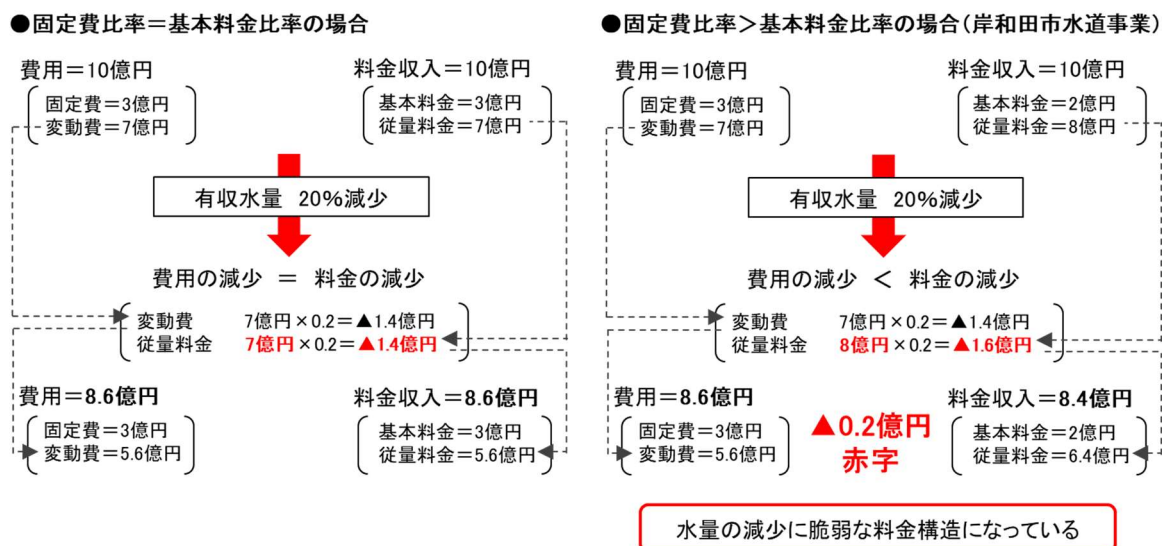 ●固定費比率＝基本料金比率の場合
費用＝10億円
料金収入＝10億円
固定費＝3億円
変動費＝7億円
基本料金＝3億円
従量料金＝7億円
有収水量 20%減少
費用の減少 ＝ 料金の減少
変動費 7億円×0.2＝▲1.4億円
従量料金 7億円×0.2＝▲1.4億円
費用＝8.6億円
料金収入＝8.6億円
固定費＝3億円
変動費＝5.6億円
基本料金＝3億円
従量料金＝5.6億円
●固定費比率＞基本料金比率の場合(岸和田市水道事業)
費用＝10億円
料金収入＝10億円
固定費＝3億円
変動費＝7億円
基本料金＝2億円
従量料金＝8億円
有収水量 20%減少
費用の減少 ＜ 料金の減少
変動費 7億円×0.2＝▲1.4億円
従量料金 8億円×0.2＝▲1.6億円
費用＝8.6億円
料金収入＝8.4億円
固定費＝3億円
変動費＝5.6億円
▲0.2億円
赤字
基本料金＝2億円
従量料金＝6.4億円
水量の減少に脆弱な料金構造になっている